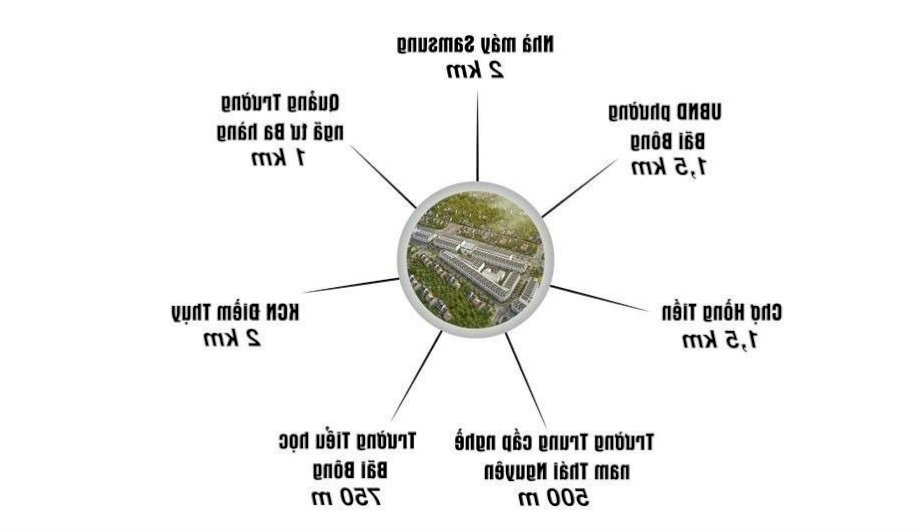 Nhà máy Samsung
2 km
UBND phường
Bãi Bông
1,5 km
Quảng Trường
ngã tư Ba hàng
1 km
Chợ Hồng Tiến
1,5 km
KCN Điềm Thụy
2 km
Trường Trung cấp nghề
nam Thái Nguyên
500 m
Trường Tiểu học
Bãi Bông
750 m